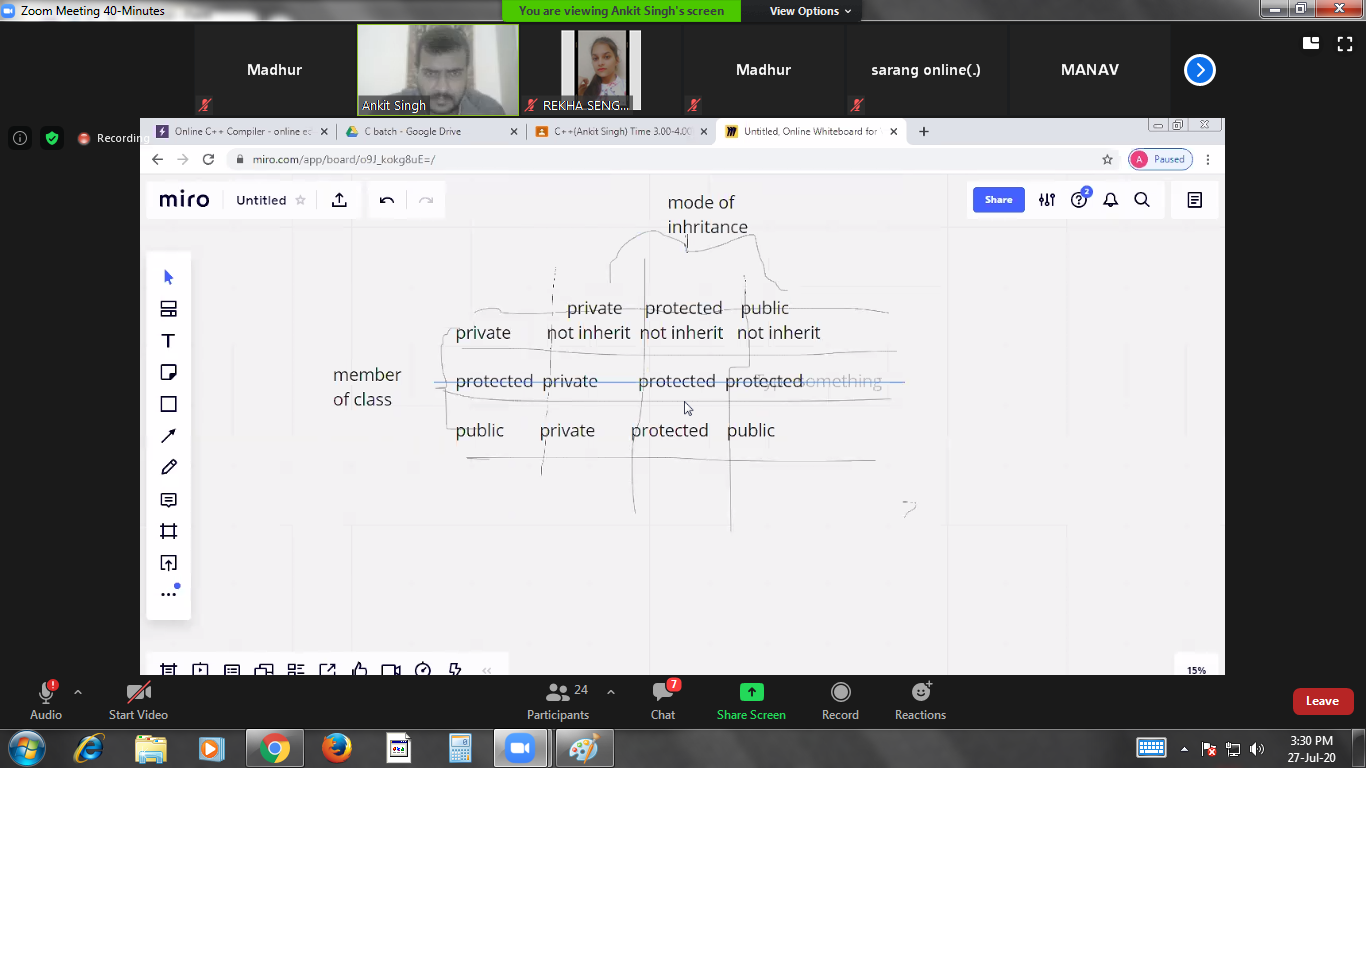 Zoom Meeting 40-Minutes
You are viewing Ankit Singh's screen
View Options
Madhur
Ankit Singh
REKHA SENG...
Madhur
sarang online(.)
MANAV
Recording
Online C++ Compiler - online ed
C batch - Google Drive
C++(Ankit Singh) Time 3.00-4.00
Untitled, Online Whiteboard for
miro.com/app/board/o9J_kokg8uE=/
A Paused
miro
Untitled
Share
2
mode of
inhritance
private protected public
private not inherit not inherit not inherit
member
of class
protected private protected protected
Type something
public private protected public
15%
Audio
Start Video
24
Participants
7
Chat
Share Screen
Record
Reactions
Leave
3:30 PM
27-Jul-20